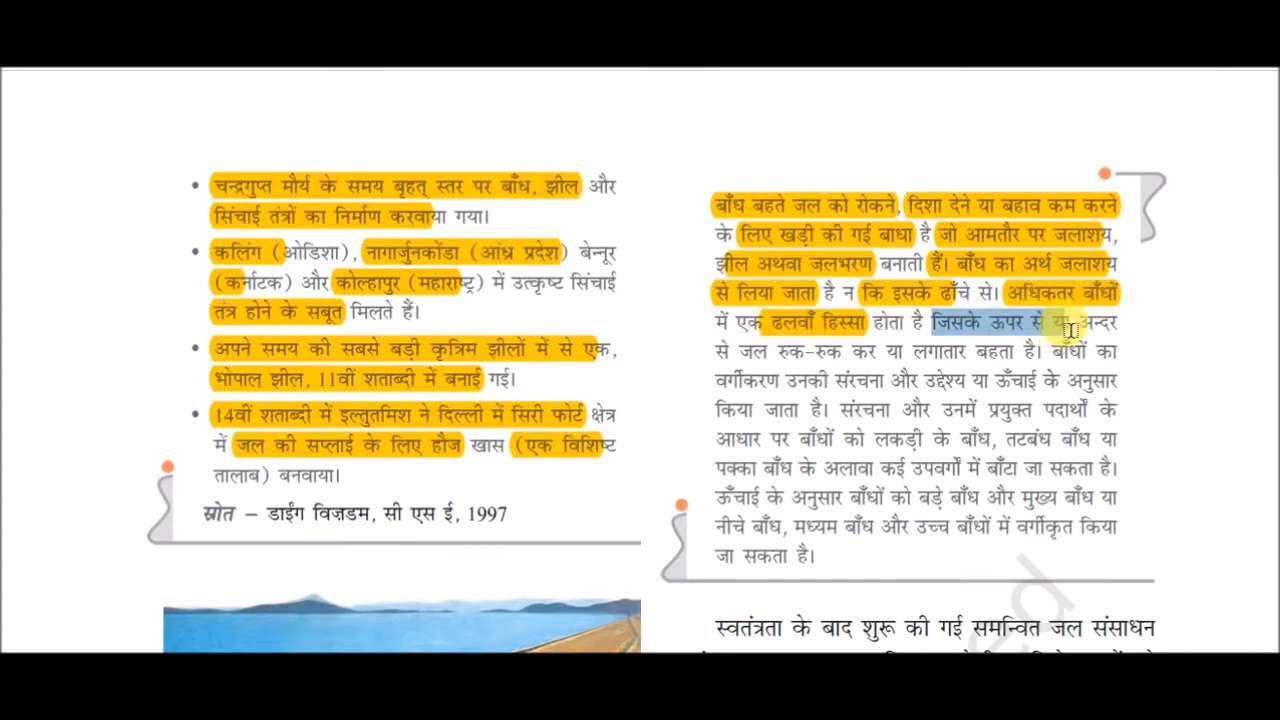 • चन्द्रगुप्त मौर्य के समय बृहत् स्तर पर बाँध, झील और
सिंचाई तंत्रों का निर्माण करवाया गया।
• कलिंग (ओडिशा), नागार्जुनकोंडा (आंध्र प्रदेश) बेन्नूर
(कर्नाटक) और कोल्हापुर (महाराष्ट्र) में उत्कृष्ट सिंचाई
तंत्र होने के सबूत मिलते हैं।
• अपने समय की सबसे बड़ी कृत्रिम झीलों में से एक,
भोपाल झील, 11वीं शताब्दी में बनाई गई।
• 14वीं शताब्दी में इल्तुतमिश ने दिल्ली में सिरी फोर्ट क्षेत्र
में जल की सप्लाई के लिए हौज खास (एक विशिष्ट
तालाब) बनवाया।
स्रोत – डाईंग विज़डम, सी एस ई, 1997
बाँध बहते जल को रोकने, दिशा देने या बहाव कम करने
के लिए खड़ी की गई बाधा है जो आमतौर पर जलाशय,
झील अथवा जलभरण बनाती हैं। बाँध का अर्थ जलाशय
से लिया जाता है न कि इसके ढाँचे से। अधिकतर बाँधों
में एक ढलवाँ हिस्सा होता है जिसके ऊपर से या अन्दर
से जल रुक-रुक कर या लगातार बहता है। बाँधों का
वर्गीकरण उनकी संरचना और उद्देश्य या ऊँचाई के अनुसार
किया जाता है। संरचना और उनमें प्रयुक्त पदार्थों के
आधार पर बाँधों को लकड़ी के बाँध, तटबंध बाँध या
पक्का बाँध के अलावा कई उपवर्गों में बाँटा जा सकता है।
ऊँचाई के अनुसार बाँधों को बड़े बाँध और मुख्य बाँध या
नीचे बाँध, मध्यम बाँध और उच्च बाँधों में वर्गीकृत किया
जा सकता है।
स्वतंत्रता के बाद शुरू की गई समन्वित जल संसाधन